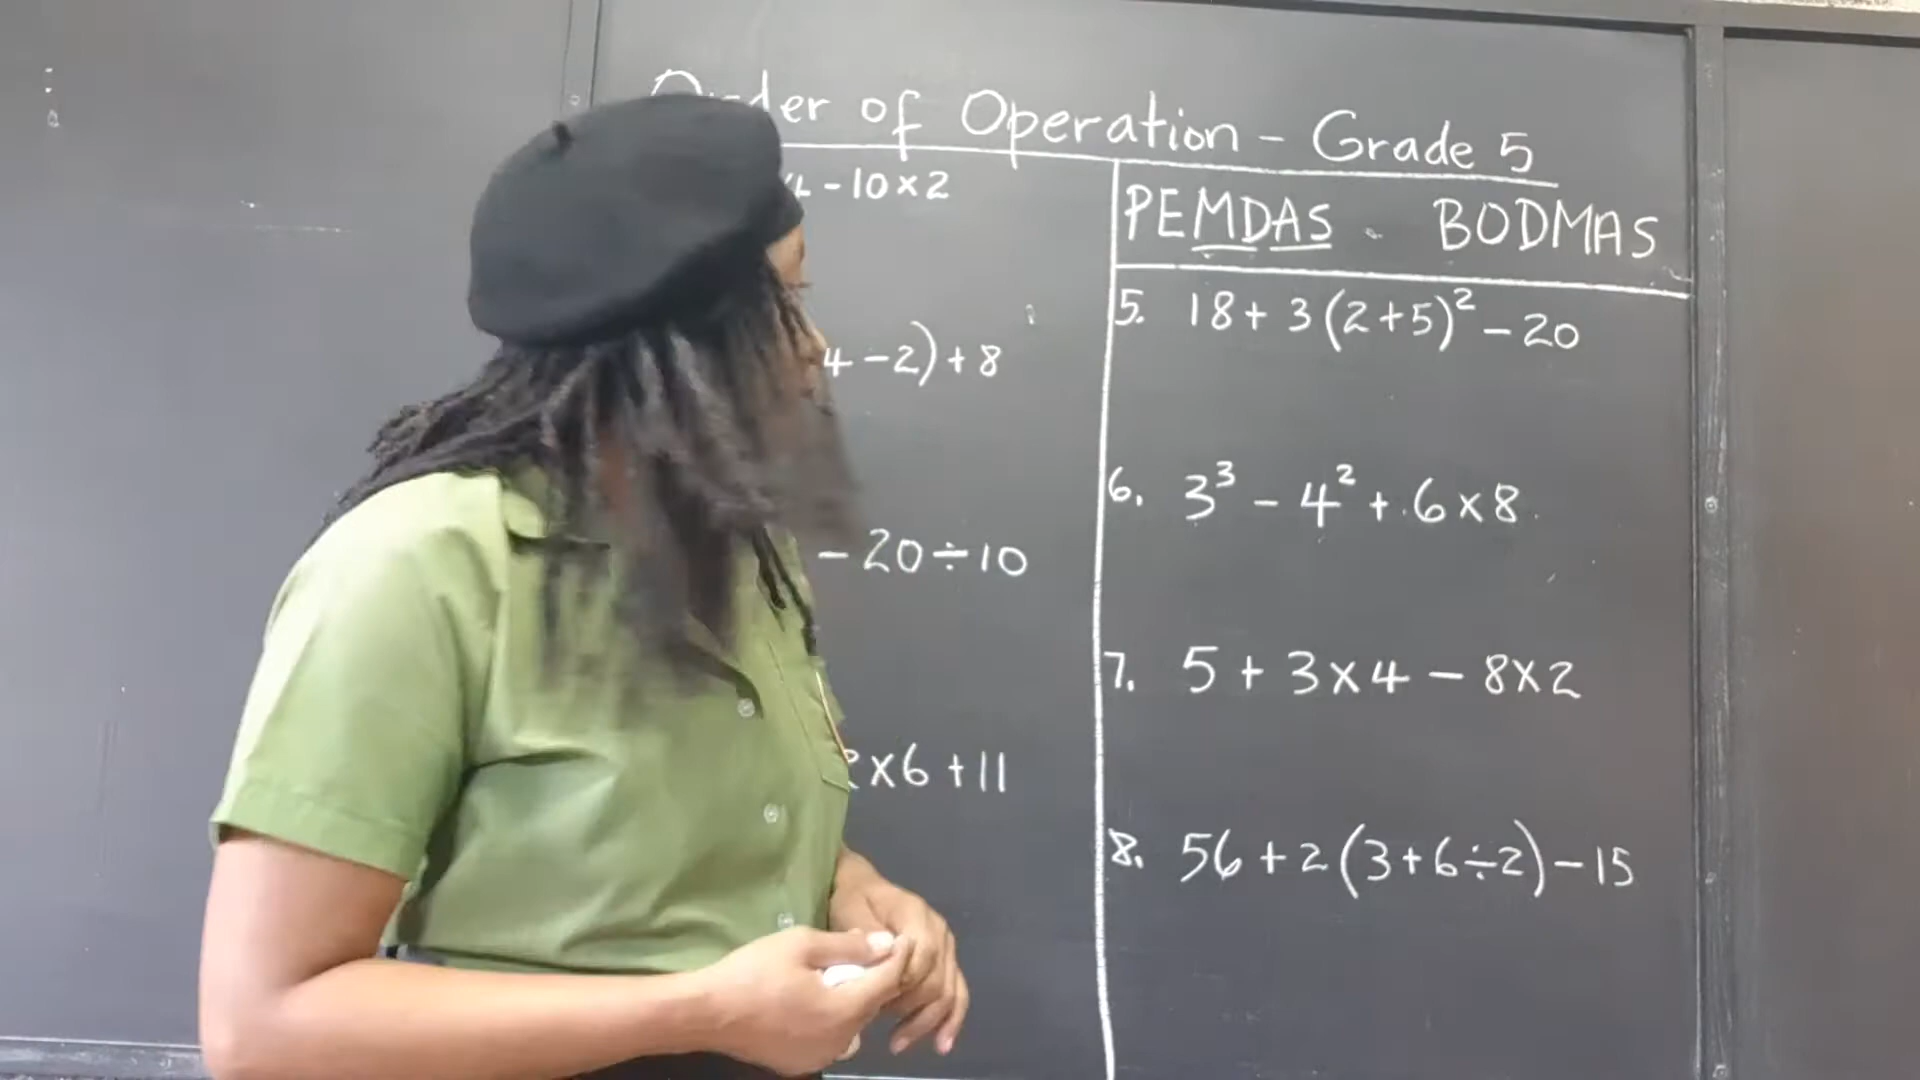 Order of Operation - Grade 5
4 - 10 × 2
4 - 2) + 8
- 20 ÷ 10
× 6 + 11
PEMDAS . BODMAS
5. 18 + 3 (2 + 5)² - 20
6. 3³ - 4² + 6 × 8
7. 5 + 3 × 4 - 8 × 2
8. 56 + 2 (3 + 6 ÷ 2) - 15